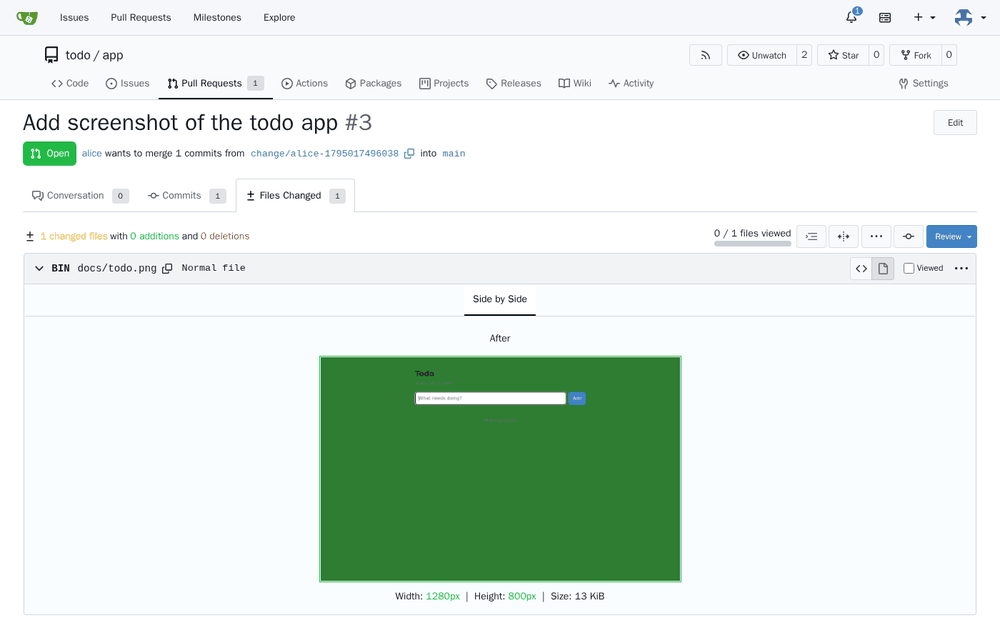 Issues Pull Requests Milestones Explore 1
todo / app Unwatch 2 Star 0 Fork 0
Code Issues Pull Requests 1 Actions Packages Projects Releases Wiki Activity Settings
Add screenshot of the todo app #3 Edit
Open alice wants to merge 1 commits from change/alice-1795017496038 into main
Conversation 0 Commits 1 Files Changed 1
1 changed files with 0 additions and 0 deletions 0 / 1 files viewed Review
BIN docs/todo.png Normal file Viewed
Side by Side
After
Todo
What needs doing? Add
Width: 1280px | Height: 800px | Size: 13 KiB